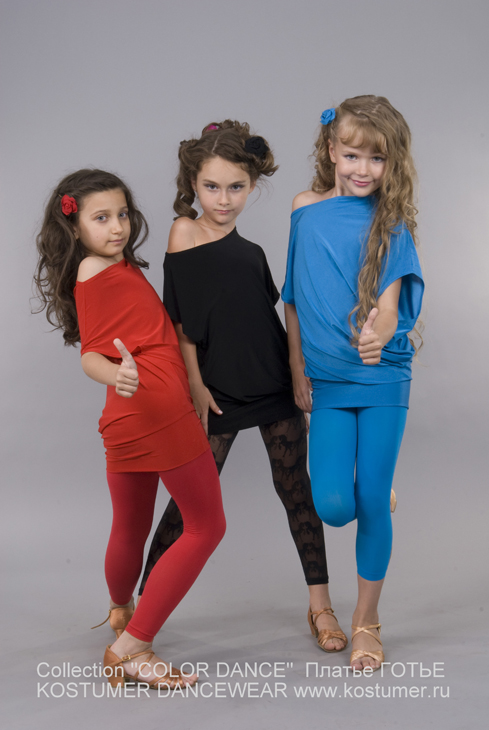 Collection "COLOR DANCE" Платье ГОТЬЕ
KOSTUMER DANCEWEAR www.kostumer.ru